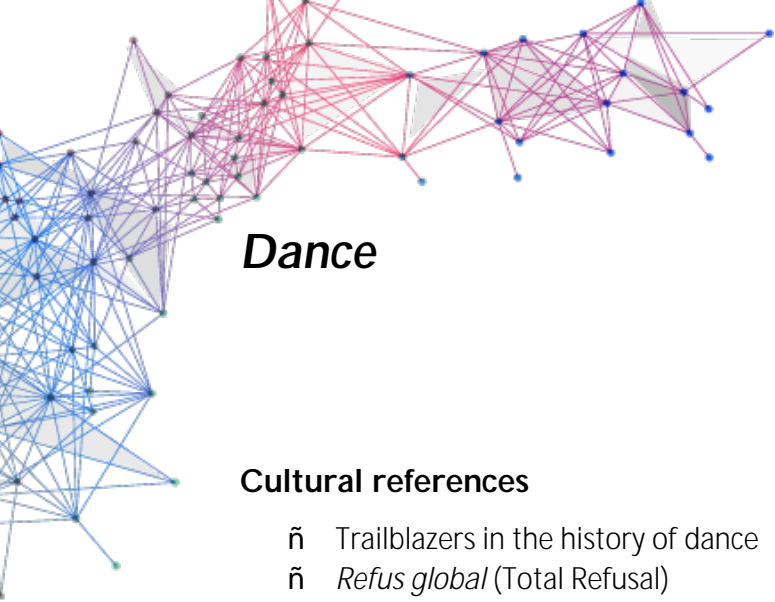 Dance
Cultural references
ñ Trailblazers in the history of dance
ñ Refus global (Total Refusal)